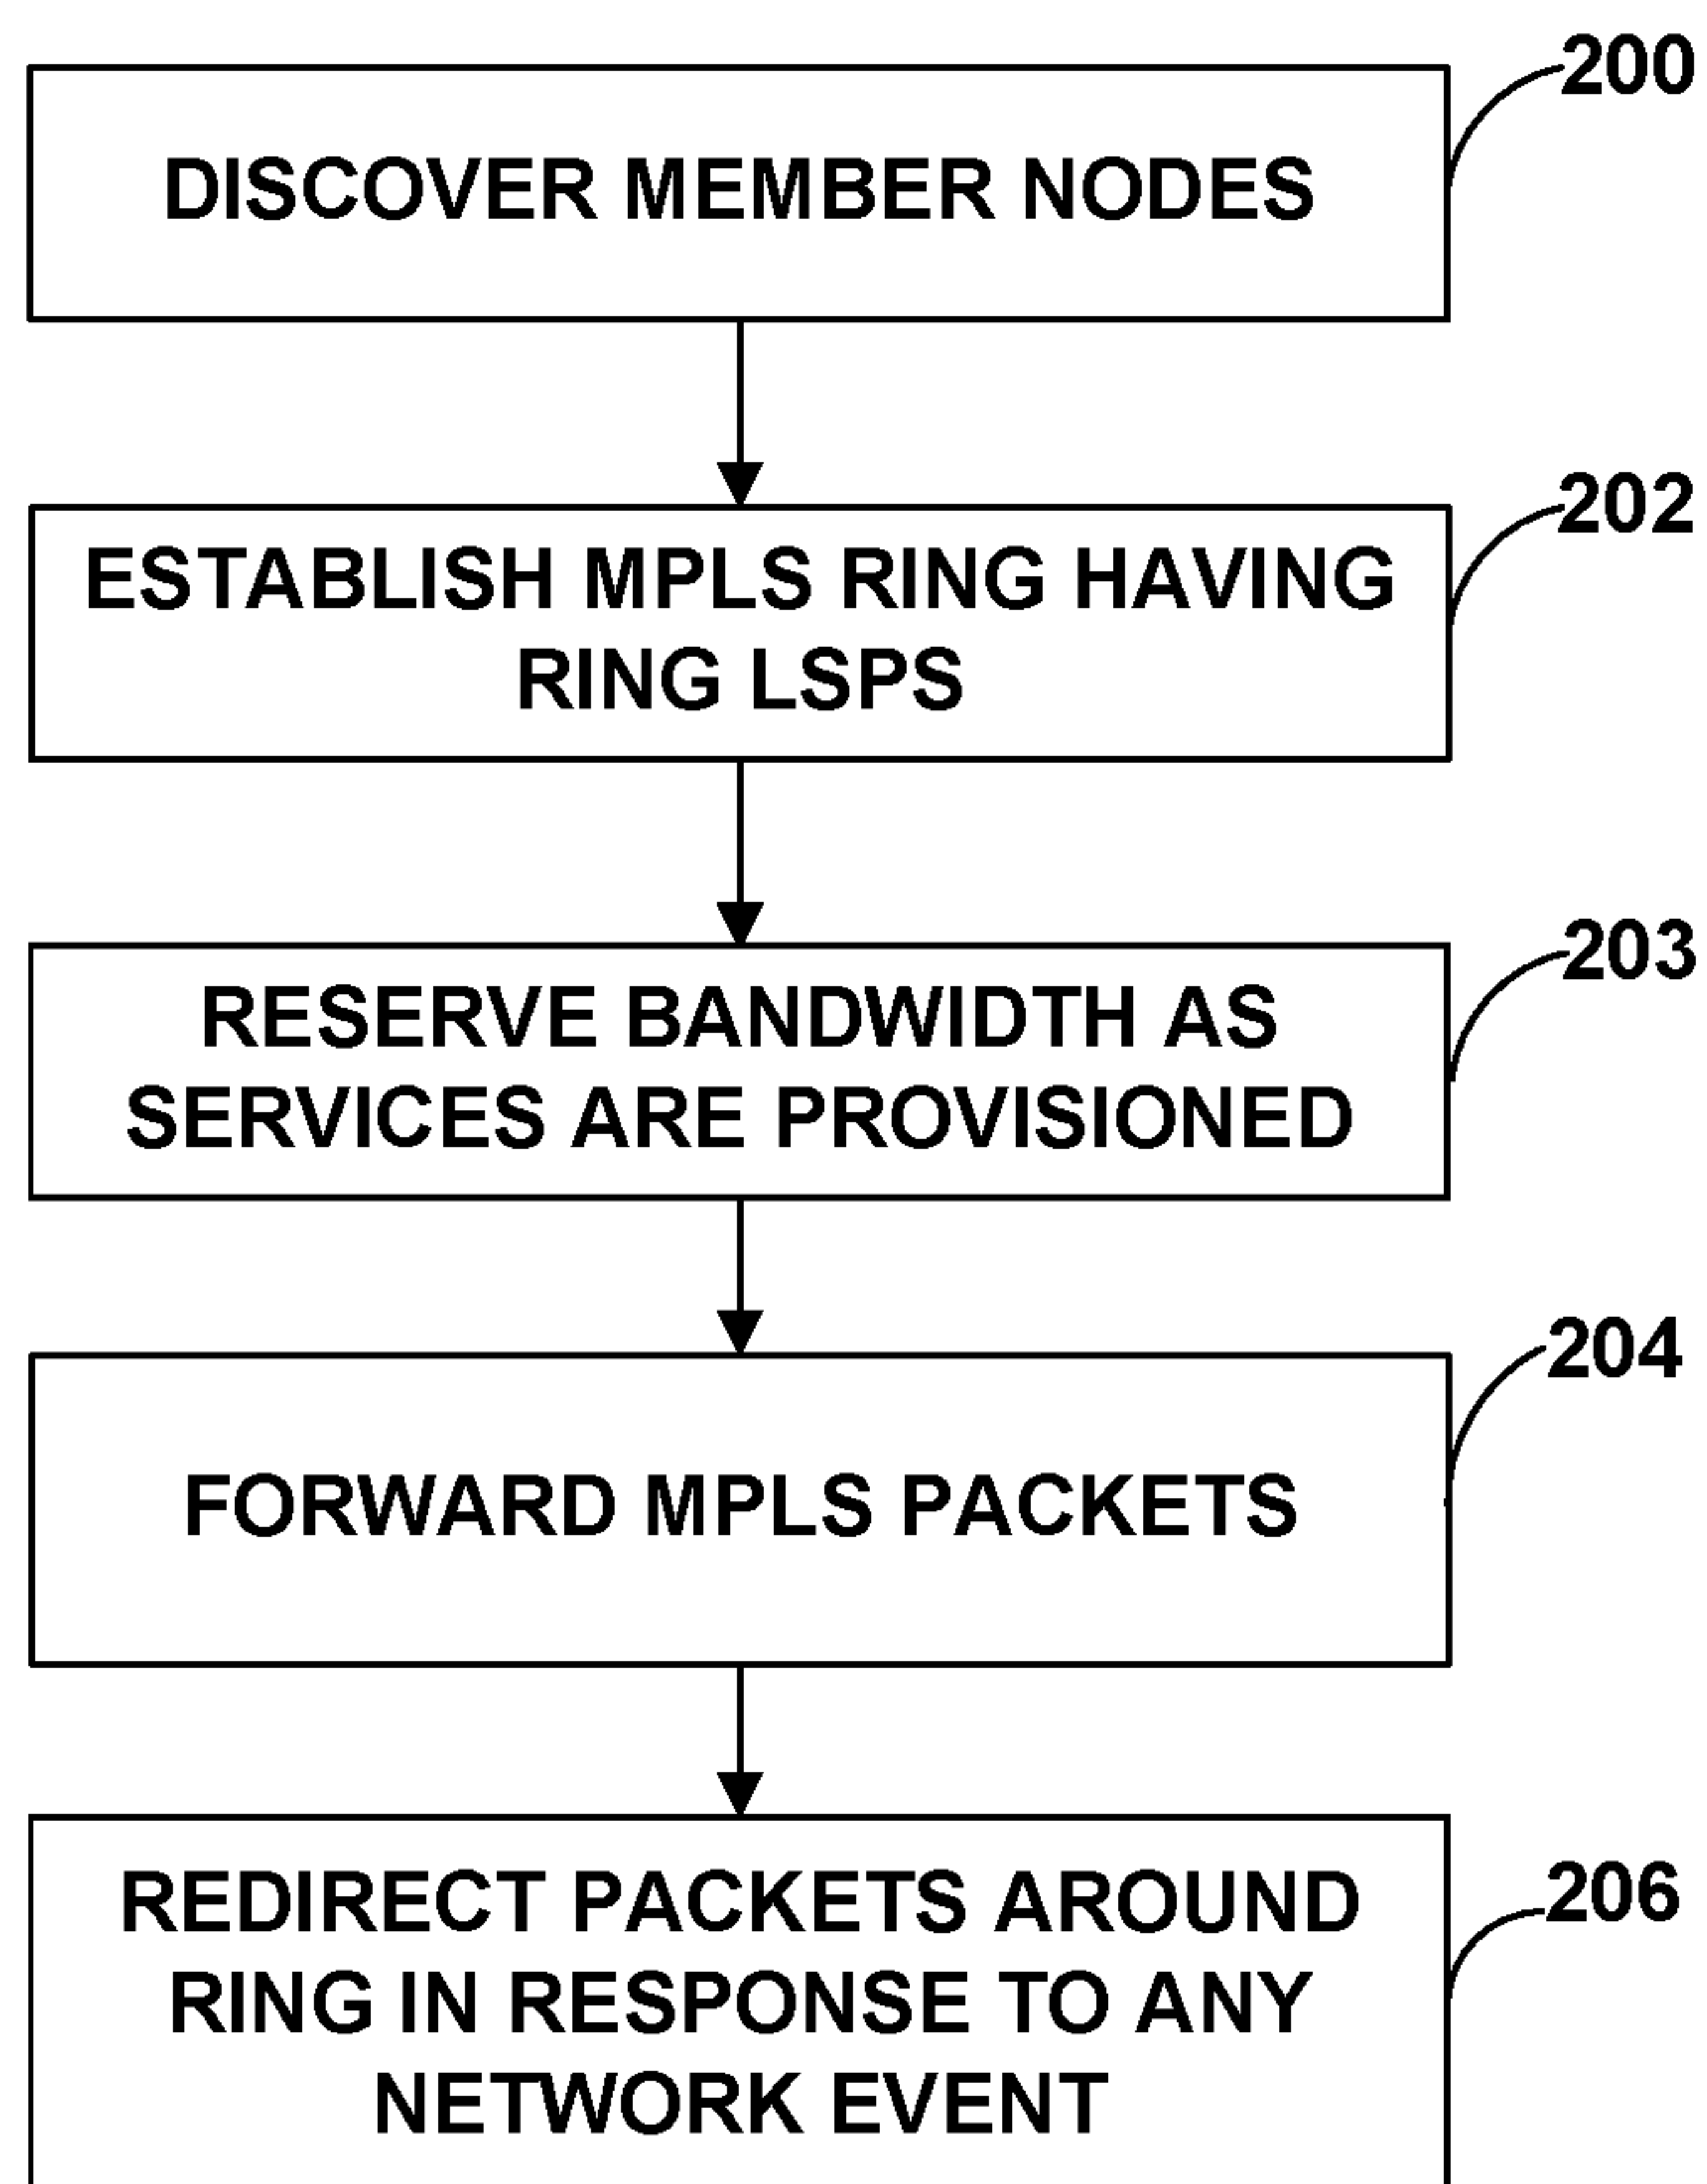 200
DISCOVER MEMBER NODES
202
ESTABLISH MPLS RING HAVING
RING LSPS
203
RESERVE BANDWIDTH AS
SERVICES ARE PROVISIONED
204
FORWARD MPLS PACKETS
206
REDIRECT PACKETS AROUND
RING IN RESPONSE TO ANY
NETWORK EVENT